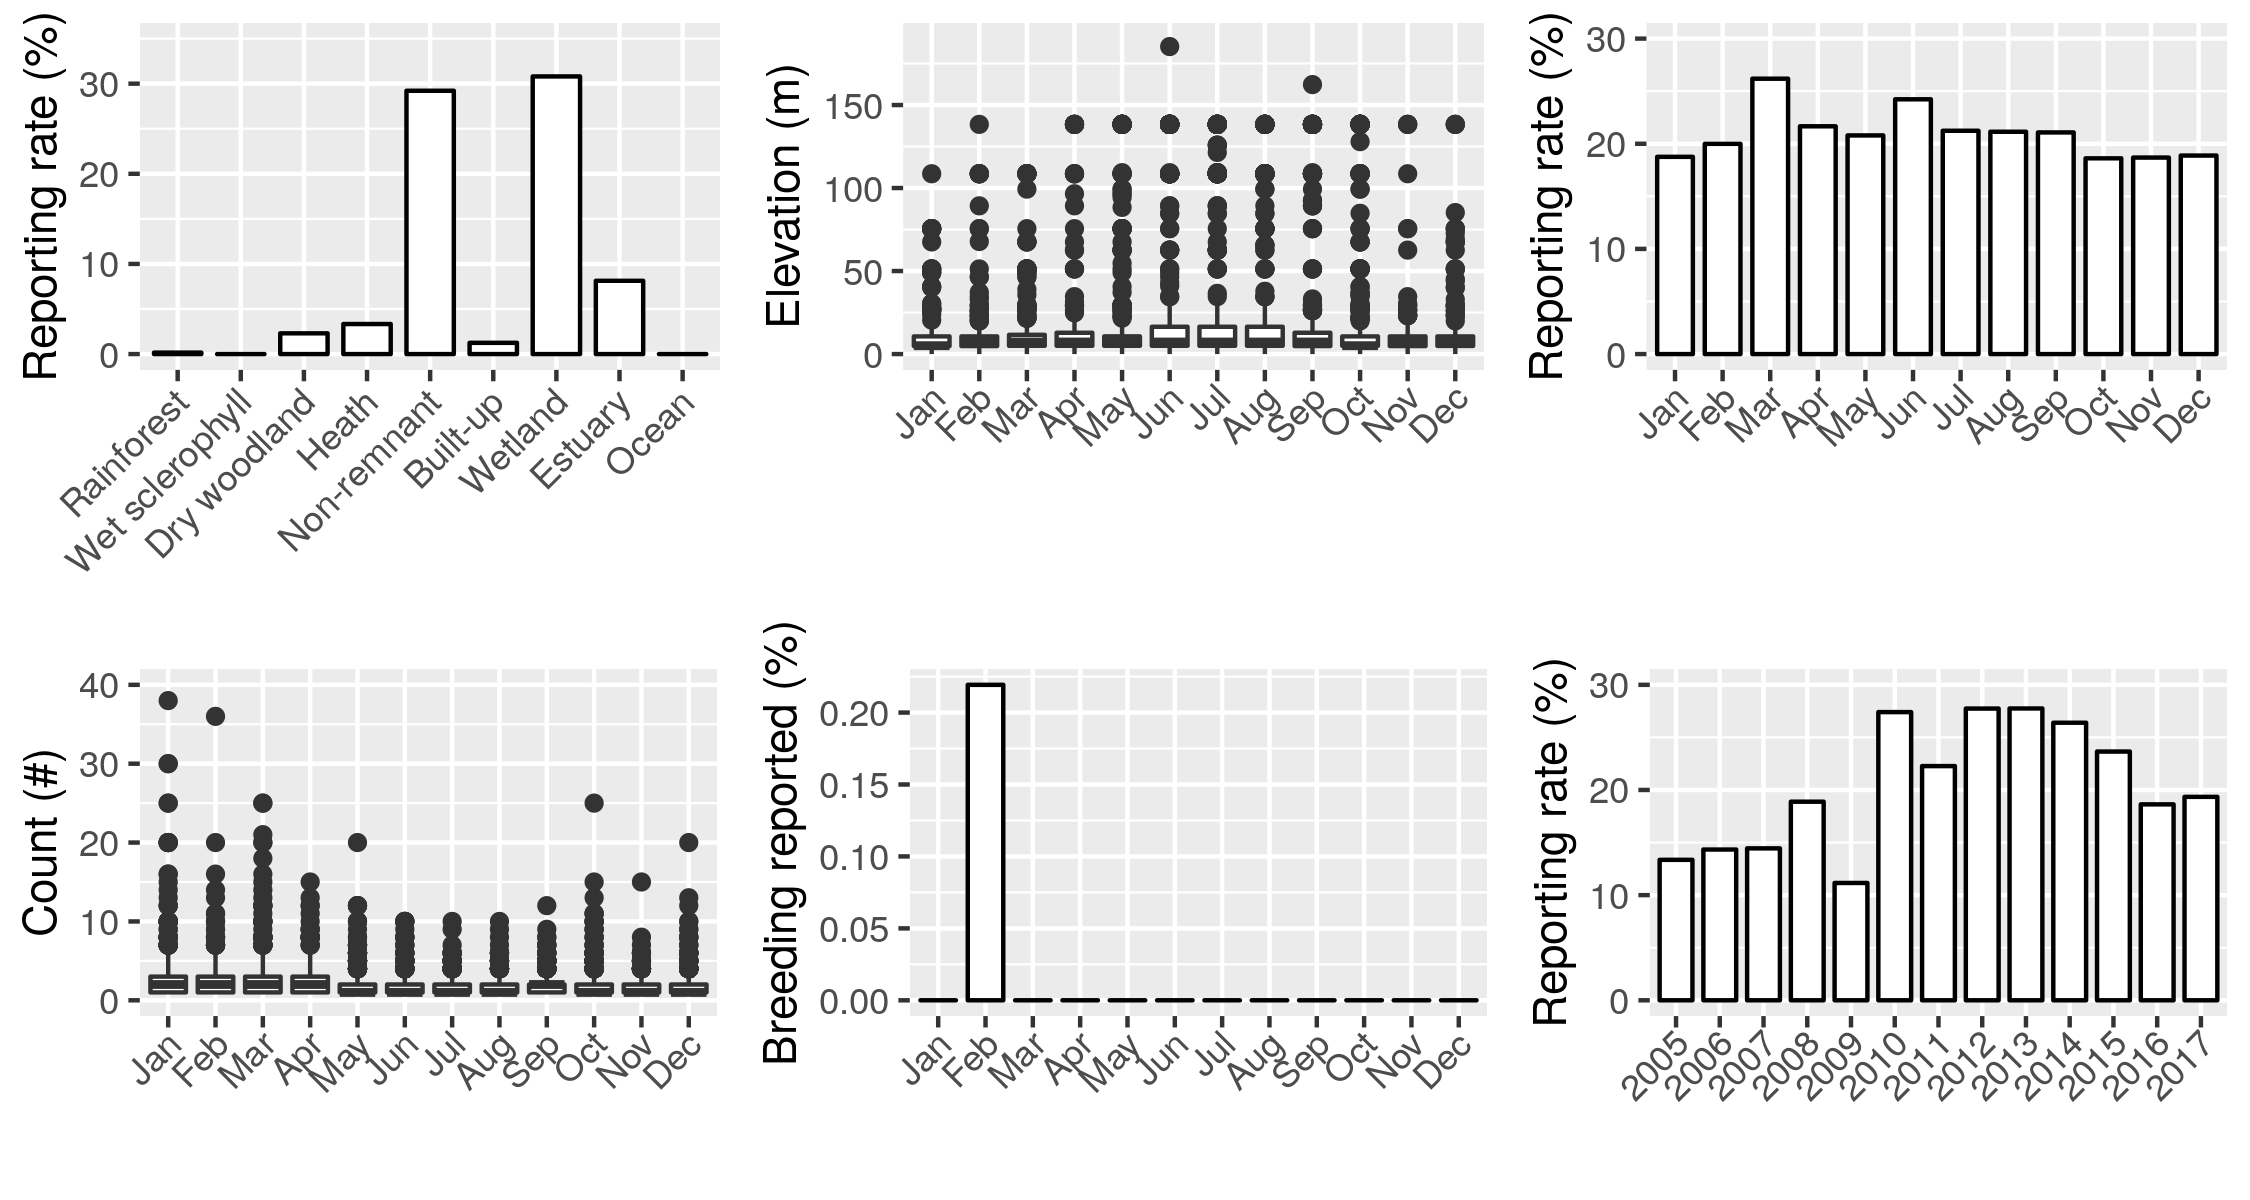 Reporting rate (%)
30
20
10
0
Rainforest
Wet sclerophyll
Dry woodland
Heath
Non-remnant
Built-up
Wetland
Estuary
Ocean
Elevation (m)
150
100
50
0
Jan
Feb
Mar
Apr
May
Jun
Jul
Aug
Sep
Oct
Nov
Dec
Reporting rate (%)
30
20
10
0
Jan
Feb
Mar
Apr
May
Jun
Jul
Aug
Sep
Oct
Nov
Dec
Count (#)
40
30
20
10
0
Jan
Feb
Mar
Apr
May
Jun
Jul
Aug
Sep
Oct
Nov
Dec
Breeding reported (%)
0.20
0.15
0.10
0.05
0.00
Jan
Feb
Mar
Apr
May
Jun
Jul
Aug
Sep
Oct
Nov
Dec
Reporting rate (%)
30
20
10
0
2005
2006
2007
2008
2009
2010
2011
2012
2013
2014
2015
2016
2017